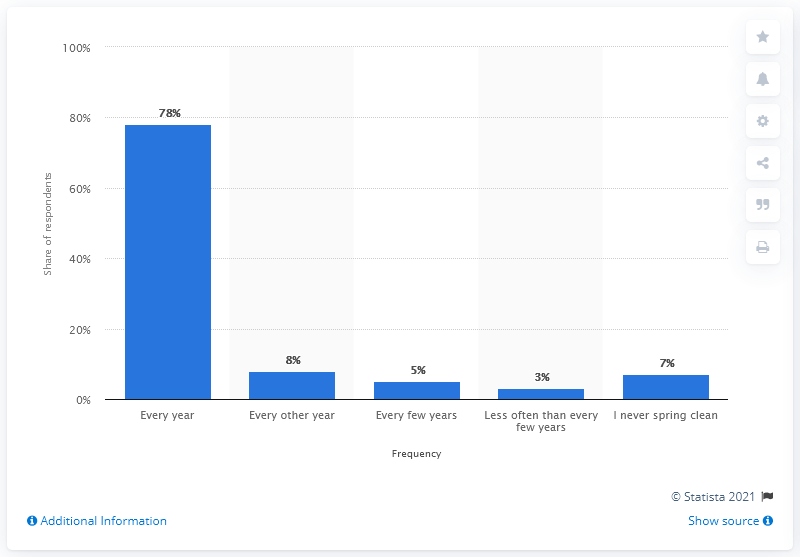 100%
80%
60%
40%
20%
0%
Share of respondents
78%
8%
5%
3%
7%
Every year
Every other year
Every few years
Less often than every
few years
I never spring clean
Frequency
© Statista 2021
Additional Information
Show source